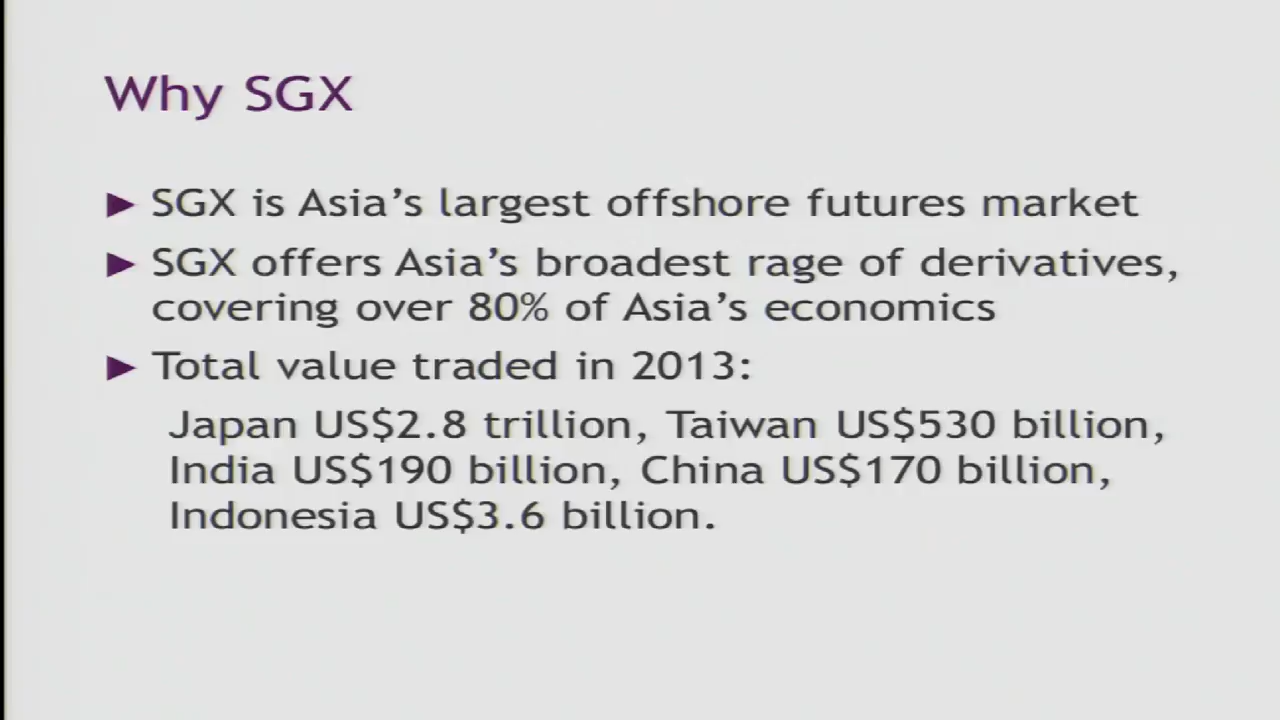 Why SGX
► SGX is Asia's largest offshore futures market
► SGX offers Asia's broadest rage of derivatives,
covering over 80% of Asia's economics
► Total value traded in 2013:
Japan US$2.8 trillion, Taiwan US$530 billion,
India US$190 billion, China US$170 billion,
Indonesia US$3.6 billion.